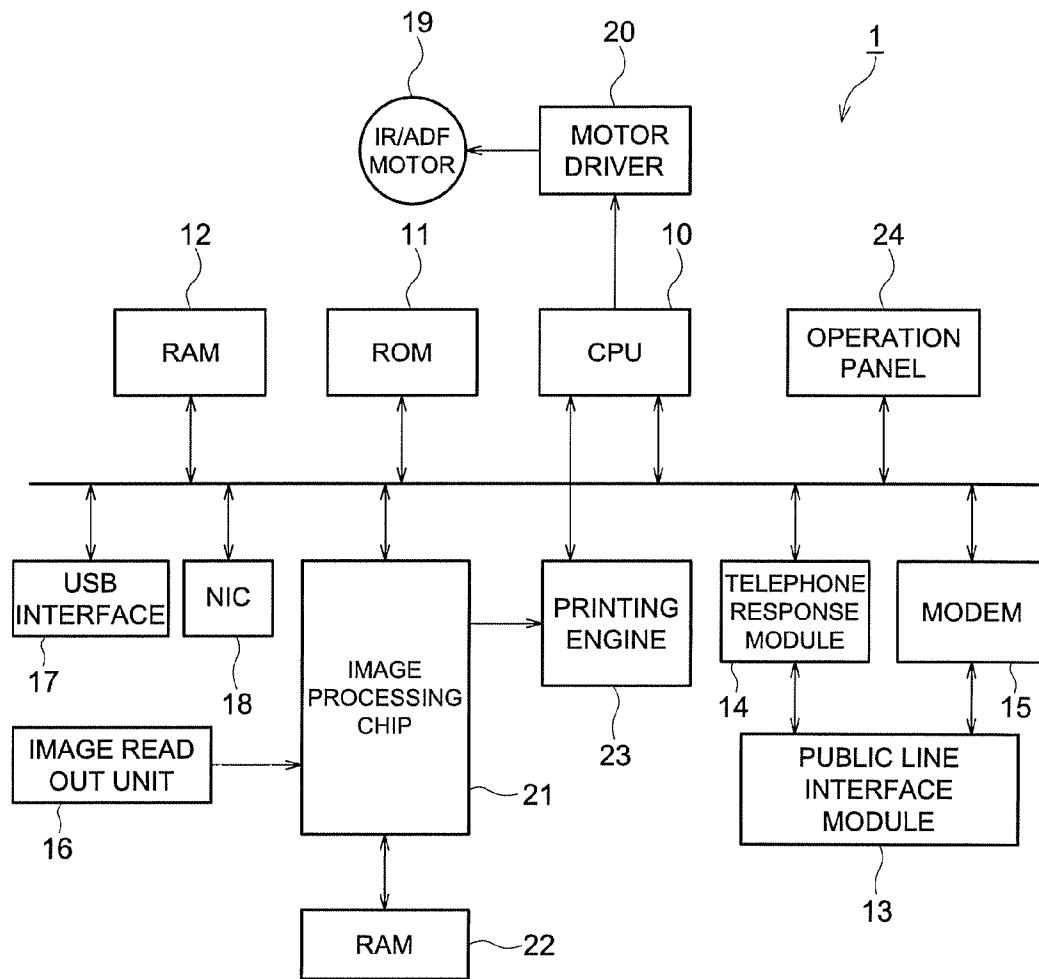 19
20
1
IR/ADF
MOTOR
MOTOR
DRIVER
12
11
10
24
RAM
ROM
CPU
OPERATION
PANEL
USB
INTERFACE
NIC
IMAGE
PROCESSING
CHIP
PRINTING
ENGINE
TELEPHONE
RESPONSE
MODULE
MODEM
17
18
23
14
15
IMAGE READ
OUT UNIT
16
21
PUBLIC LINE
INTERFACE
MODULE
13
RAM
22